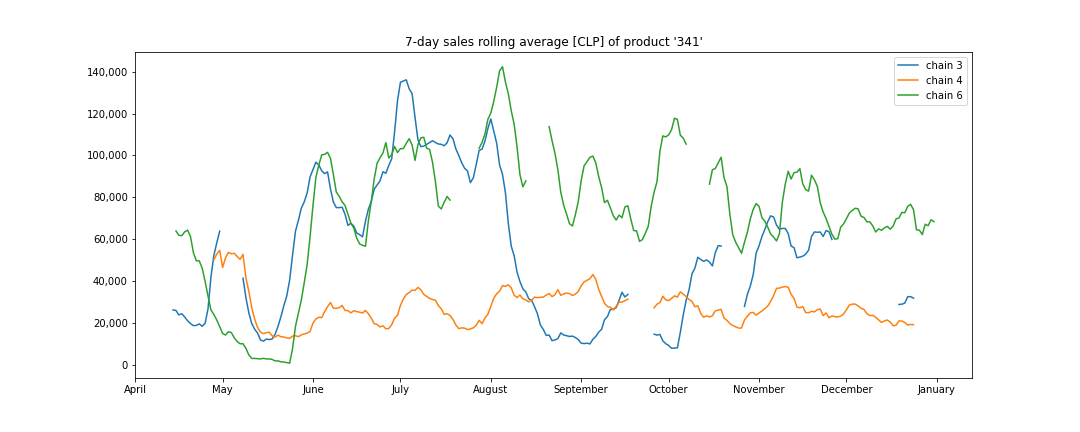 7-day sales rolling average [CLP] of product '341'
chain 3
chain 4
chain 6
140,000
120,000
100,000
80,000
60,000
40,000
20,000
0
April May June July August September October November December January